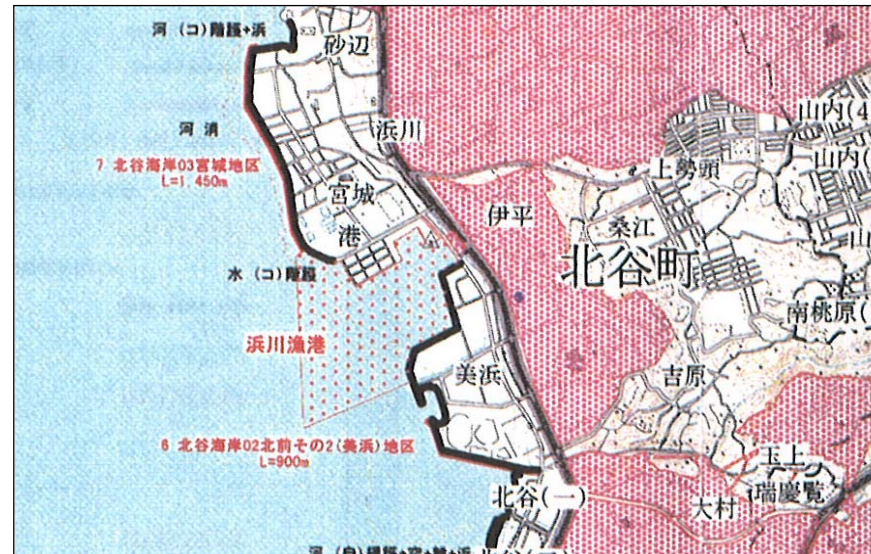 河 (コ)階護+浜
砂辺
河 消
浜川
山内(4
7 北谷海岸03宮城地区
L=1.450m
上勢頭
山内(
宮城
伊平
桑江
港
北谷町
山
水 (コ)階護
南桃原(
浜川漁港
美浜
吉原
6 北谷海岸02北前その2(美浜)地区
L=900m
玉上
北谷(一)
大村
瑞慶覧